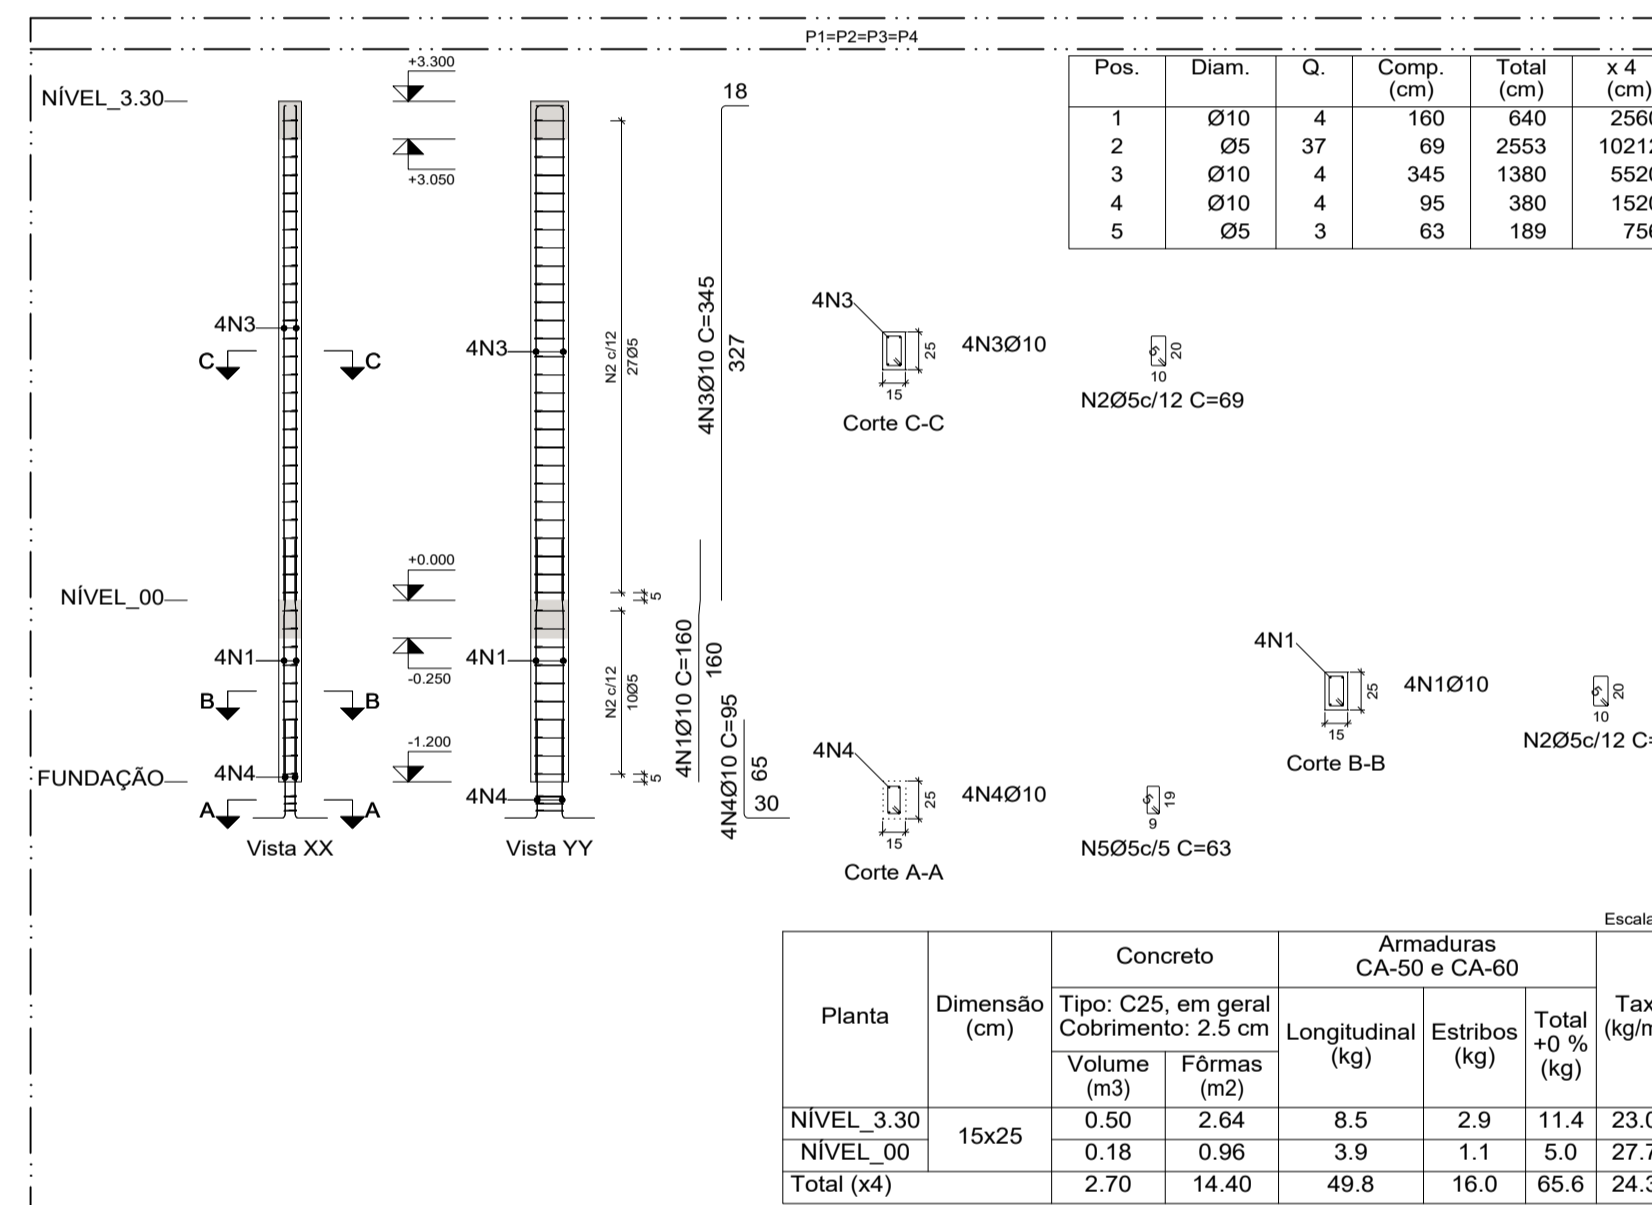 P1=P2=P3=P4
Pos. Diam. Q. Comp. (cm) Total (cm) x 4 (cm)
1 Ø10 4 160 640
2 Ø5 37 69 2553
3 Ø10 4 345 1380
4 Ø10 4 95 380
5 Ø5 3 63 189
NÍVEL_3.30
+3.300
+3.050
18
4N3
C C
4N3
N2 c/12
27Ø5
4N3Ø10 C=345
327
4N3
25
15
4N3Ø10
Corte C-C
5
20
10
N2Ø5c/12 C=69
NÍVEL_00
+0.000
-0.250
5
4N1
B B
4N1
N2 c/12
10Ø5
5
4N1Ø10 C=160
160
4N1
25
15
4N1Ø10
Corte B-B
5
20
10
N2Ø5c/12
FUNDAÇÃO
-1.200
4N4
A A
4N4
4N4Ø10 C=95
65
30
Vista XX
Vista YY
4N4
25
15
4N4Ø10
Corte A-A
5
19
9
N5Ø5c/5 C=63
Planta
Dimensão (cm)
Concreto
Tipo: C25, em geral
Cobrimento: 2.5 cm
Volume (m3)
Fôrmas (m2)
Armaduras
CA-50 e CA-60
Longitudinal (kg)
Estribos (kg)
Total +0 % (kg)
NÍVEL_3.30 15x25 0.50 2.64 8.5 2.9 11.4
NÍVEL_00 0.18 0.96 3.9 1.1 5.0
Total (x4) 2.70 14.40 49.8 16.0 65.6